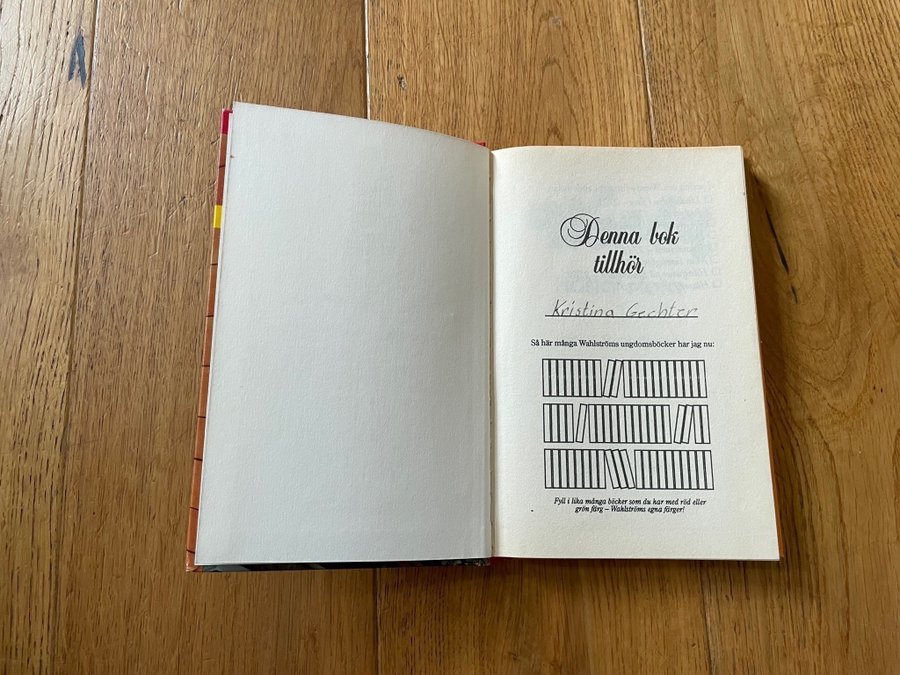 Denna bok
tillhör
Kristina Gechter
Så här många Wahlströms ungdomsböcker har jag nu:
Fyll i lika många böcker som du har med röd eller
grön färg – Wahlströms egna färger!